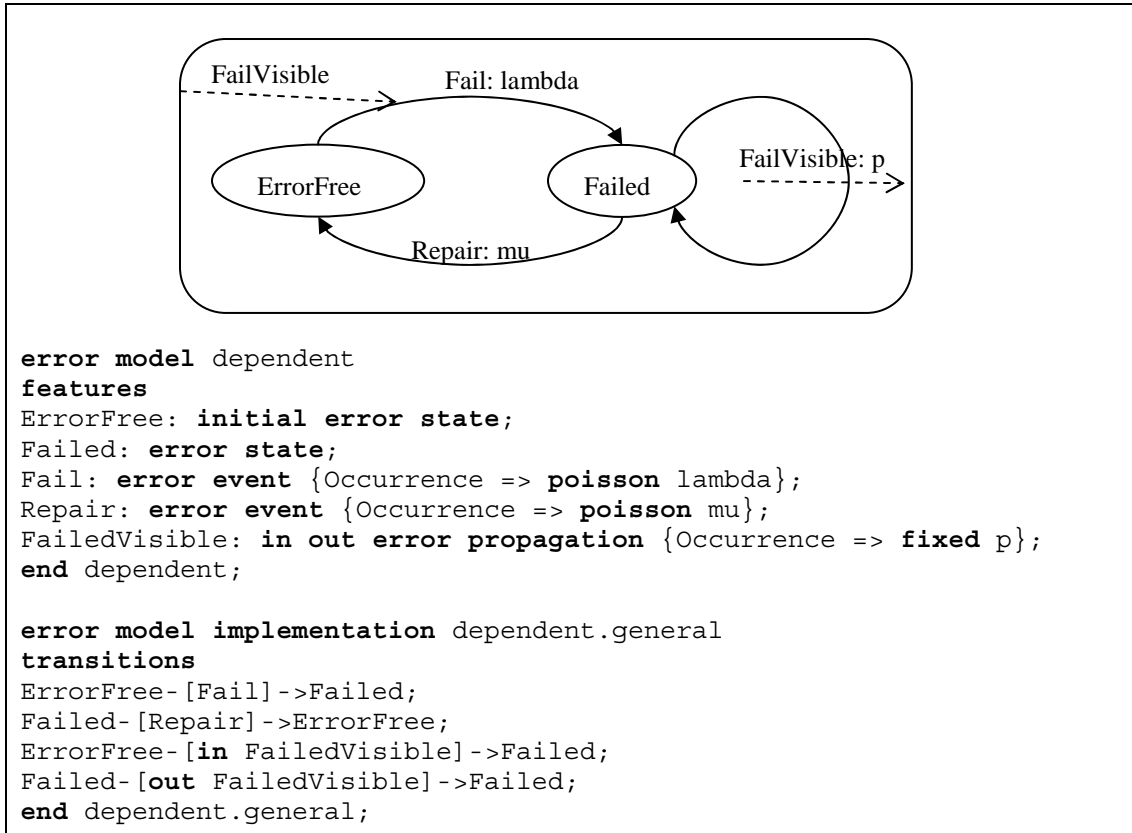 FailVisible
Fail: lambda
FailVisible: p
ErrorFree
Failed
Repair: mu
error model dependent
features
ErrorFree: initial error state;
Failed: error state;
Fail: error event {Occurrence => poisson lambda};
Repair: error event {Occurrence => poisson mu};
FailedVisible: in out error propagation {Occurrence => fixed p};
end dependent;
error model implementation dependent.general
transitions
ErrorFree-[Fail]->Failed;
Failed-[Repair]->ErrorFree;
ErrorFree-[in FailedVisible]->Failed;
Failed-[out FailedVisible]->Failed;
end dependent.general;